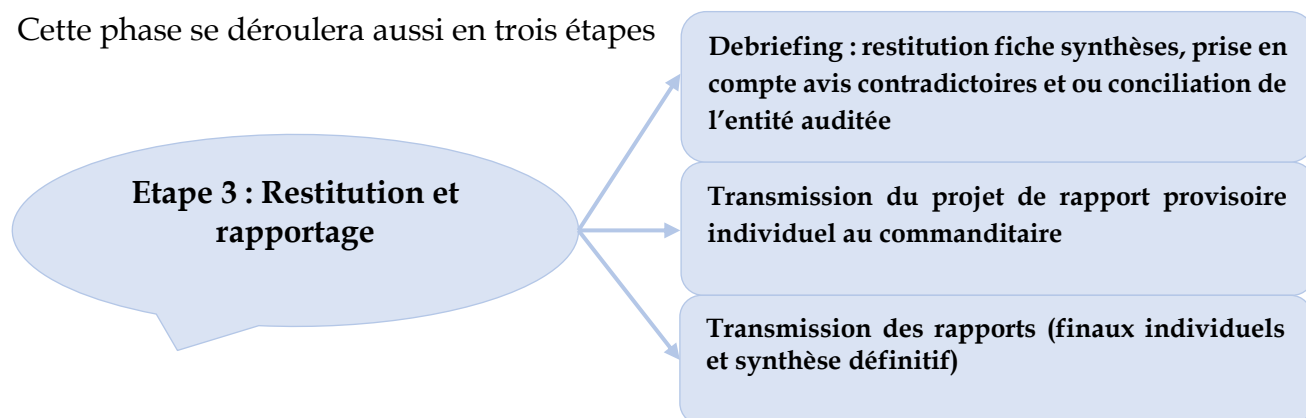 Cette phase se déroulera aussi en trois étapes
Debriefing : restitution fiche synthèses, prise en
compte avis contradictoires et ou conciliation de
l’entité auditée
Etape 3 : Restitution et
rapportage
Transmission du projet de rapport provisoire
individuel au commanditaire
Transmission des rapports (finaux individuels
et synthèse définitif)